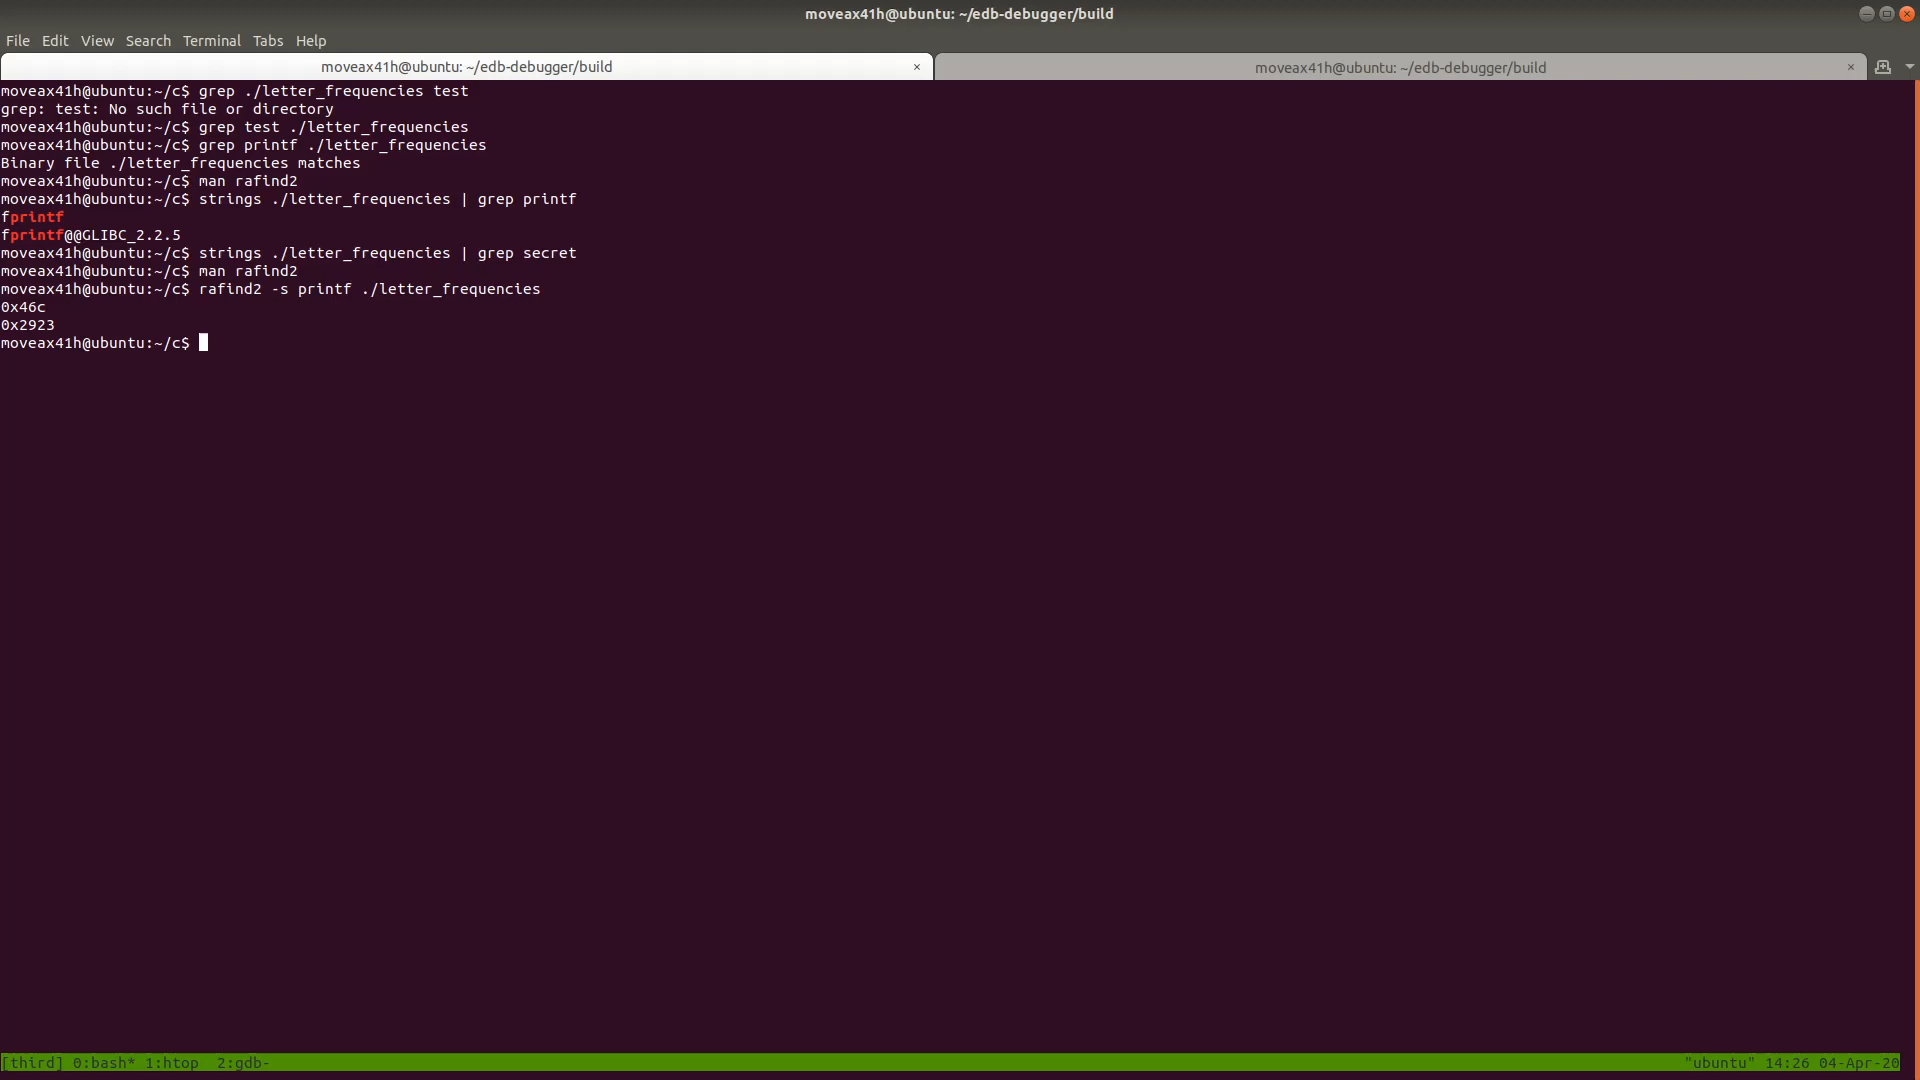 moveax41h@ubuntu: ~/edb-debugger/build
File Edit View Search Terminal Tabs Help
moveax41h@ubuntu: ~/edb-debugger/build × moveax41h@ubuntu: ~/edb-debugger/build ×
moveax41h@ubuntu:~/c$ grep ./letter_frequencies test
grep: test: No such file or directory
moveax41h@ubuntu:~/c$ grep test ./letter_frequencies
moveax41h@ubuntu:~/c$ grep printf ./letter_frequencies
Binary file ./letter_frequencies matches
moveax41h@ubuntu:~/c$ man rafind2
moveax41h@ubuntu:~/c$ strings ./letter_frequencies | grep printf
fprintf
fprintf@@GLIBC_2.2.5
moveax41h@ubuntu:~/c$ strings ./letter_frequencies | grep secret
moveax41h@ubuntu:~/c$ man rafind2
moveax41h@ubuntu:~/c$ rafind2 -s printf ./letter_frequencies
0x46c
0x2923
moveax41h@ubuntu:~/c$
[third] 0:bash* 1:htop  2:gdb- "ubuntu" 14:26 04-Apr-20